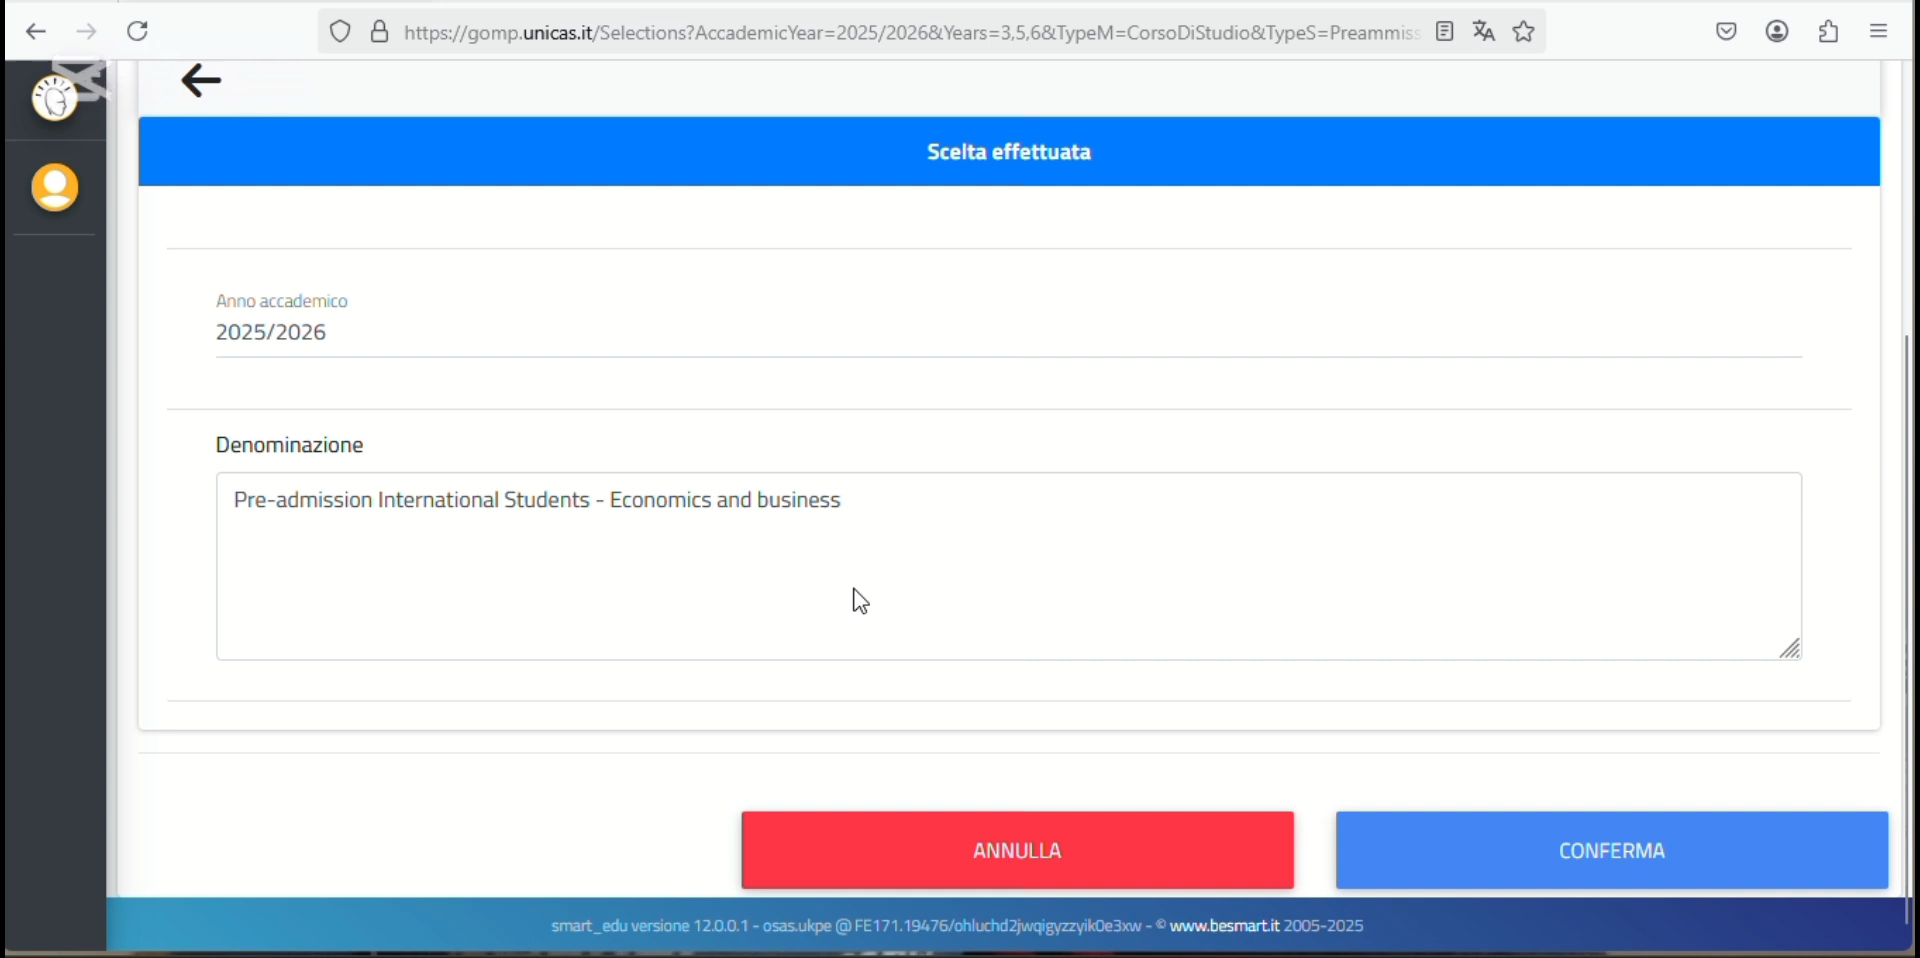 https://gomp.unicas.it/Selections?AccademicYear=2025/2026&Years=3,5,6&TypeM=CorsoDiStudio&TypeS=Preammiss
Scelta effettuata
Anno accademico
2025/2026
Denominazione
Pre-admission International Students - Economics and business
ANNULLA
CONFERMA
smart_edu versione 12.0.0.1 - osas.ukpe @ FE171.19476/ohluchd2jwqigyzzyik0e3xw - © www.besmart.it 2005-2025